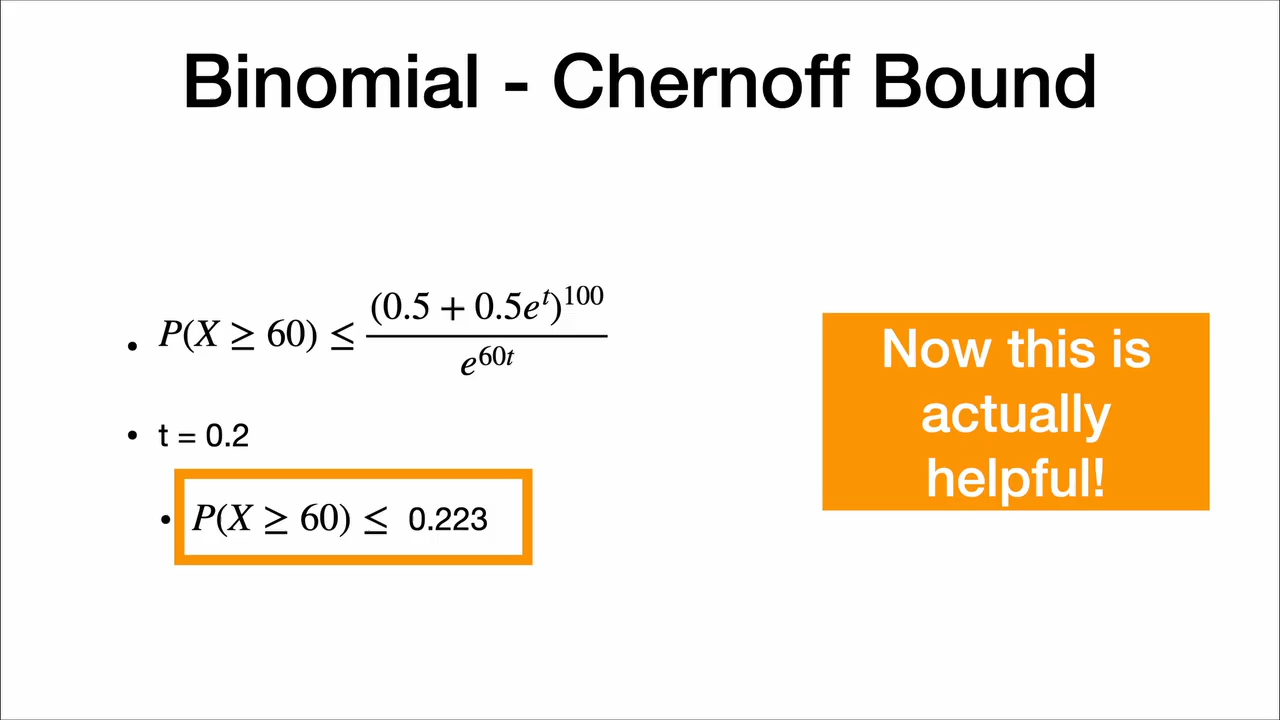 Binomial - Chernoff Bound
• P(X ≥ 60) ≤ (0.5 + 0.5e^t)^100 / e^60t
• t = 0.2
• P(X ≥ 60) ≤ 0.223
Now this is
actually
helpful!